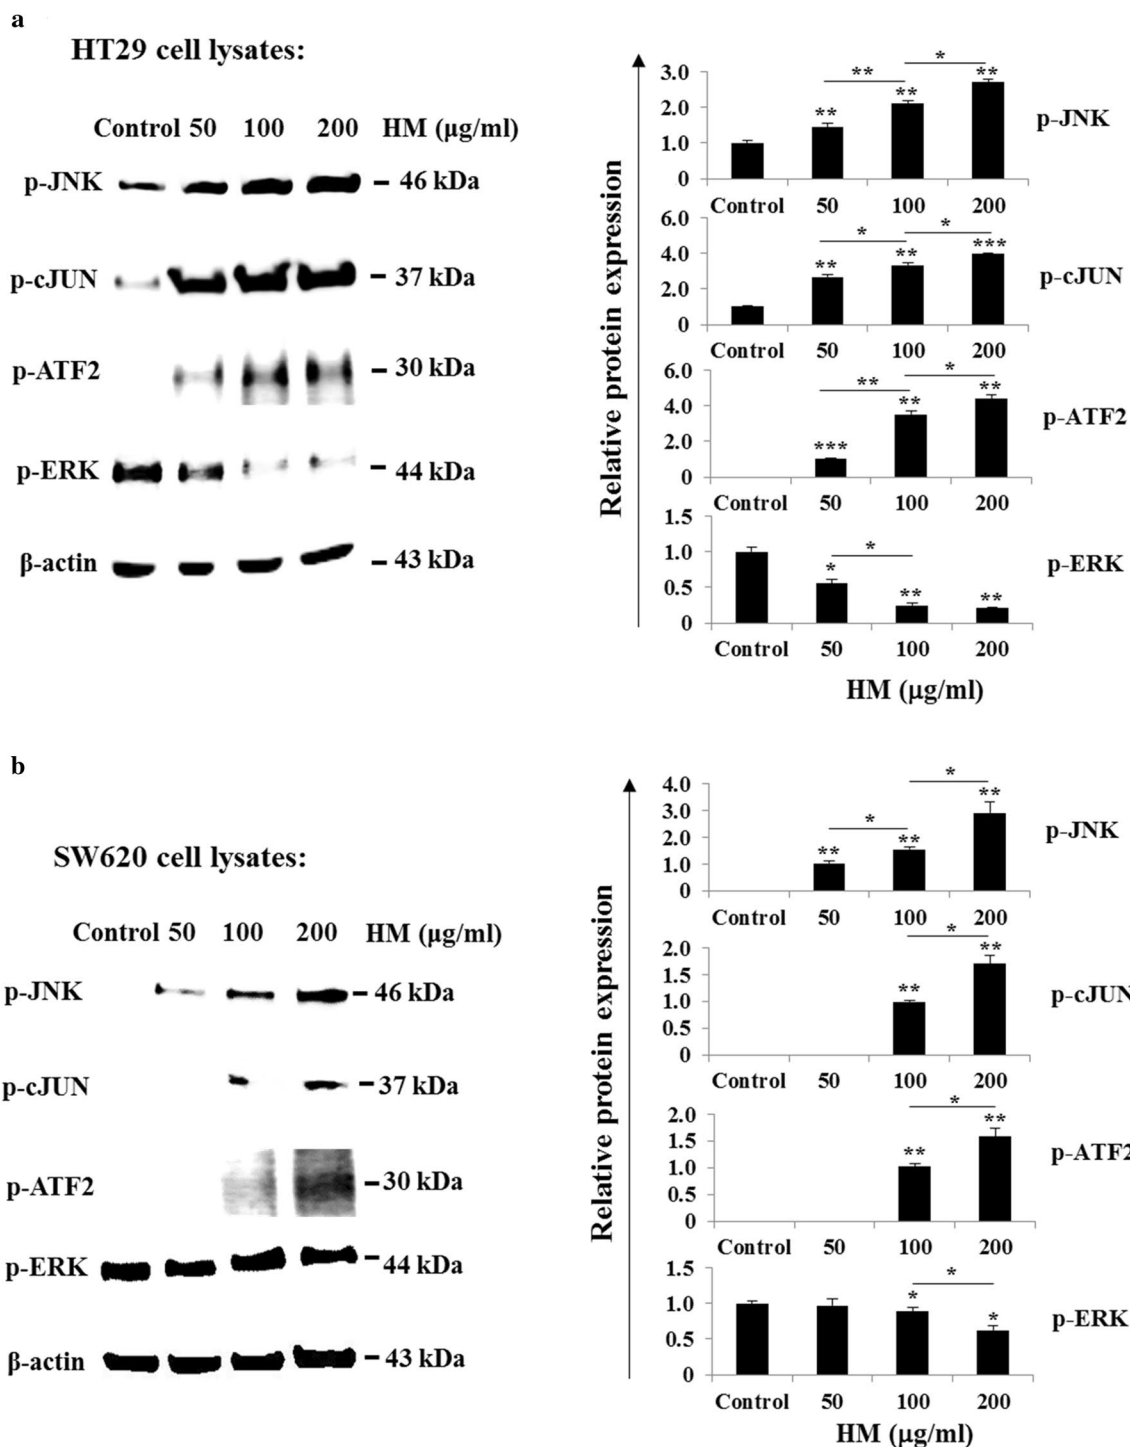 a
HT29 cell lysates:
Control 50 100 200 HM (μg/ml)
p-JNK – 46 kDa
p-cJUN – 37 kDa
p-ATF2 – 30 kDa
p-ERK – 44 kDa
β-actin – 43 kDa
Relative protein expression
3.0
2.0
1.0
0
* ** ** ** **
Control 50 100 200
p-JNK
6.0
4.0
2.0
0
* * ** ** ***
Control 50 100 200
p-cJUN
6.0
4.0
2.0
0
** * *** ** **
Control 50 100 200
p-ATF2
1.5
1.0
0.5
0
* * ** **
Control 50 100 200
p-ERK
HM (μg/ml)
b
SW620 cell lysates:
Control 50 100 200 HM (μg/ml)
p-JNK – 46 kDa
p-cJUN – 37 kDa
p-ATF2 – 30 kDa
p-ERK – 44 kDa
β-actin – 43 kDa
Relative protein expression
4.0
3.0
2.0
1.0
0
* * ** ** **
Control 50 100 200
p-JNK
2.0
1.5
1.0
0.5
0
* ** **
Control 50 100 200
p-cJUN
2.0
1.5
1.0
0.5
0
* ** **
Control 50 100 200
p-ATF2
1.5
1.0
0.5
0
* * *
Control 50 100 200
p-ERK
HM (μg/ml)